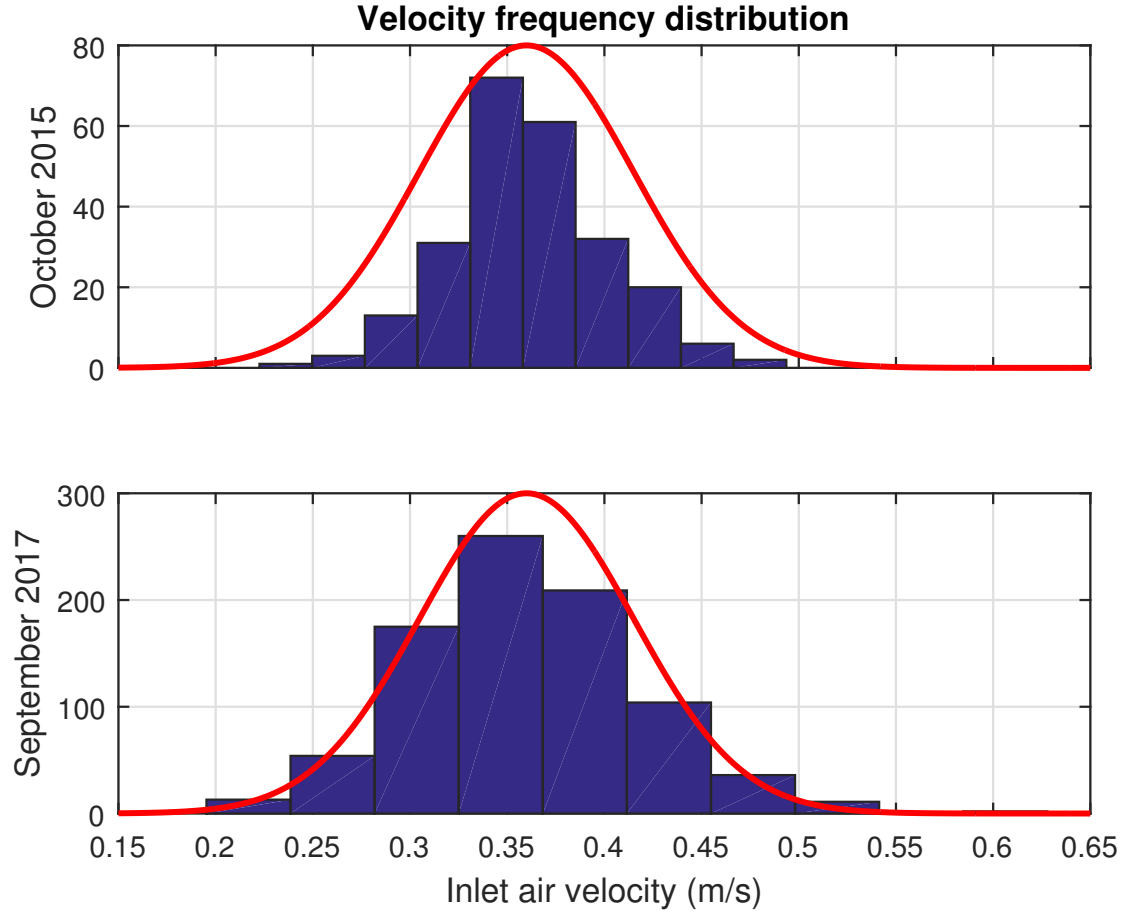 Velocity frequency distribution
October 2015
80
60
40
20
0
September 2017
300
200
100
0
0.15 0.2 0.25 0.3 0.35 0.4 0.45 0.5 0.55 0.6 0.65
Inlet air velocity (m/s)